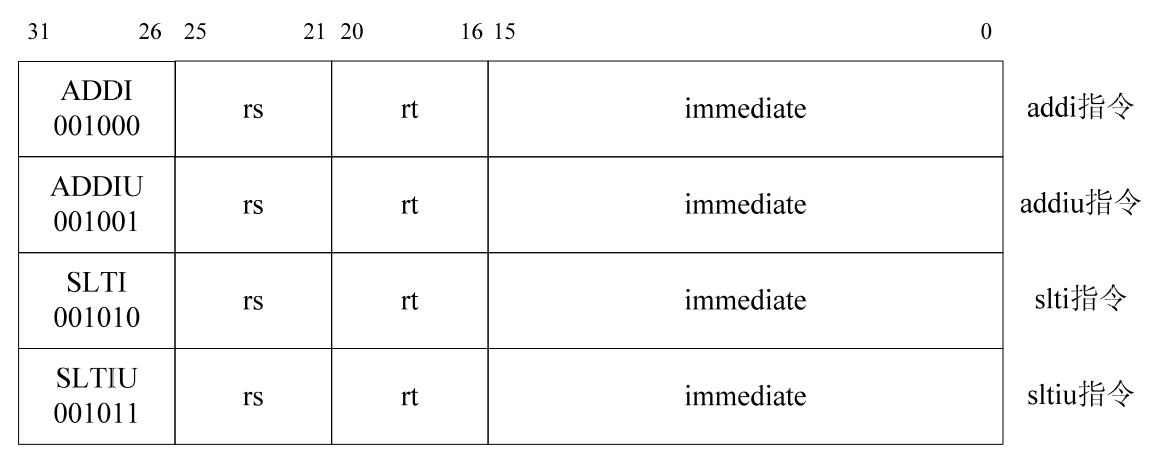 31 26 25 21 20 16 15 0
ADDI
001000 rs rt immediate addi指令
ADDIU
001001 rs rt immediate addiu指令
SLTI
001010 rs rt immediate slti指令
SLTIU
001011 rs rt immediate sltiu指令